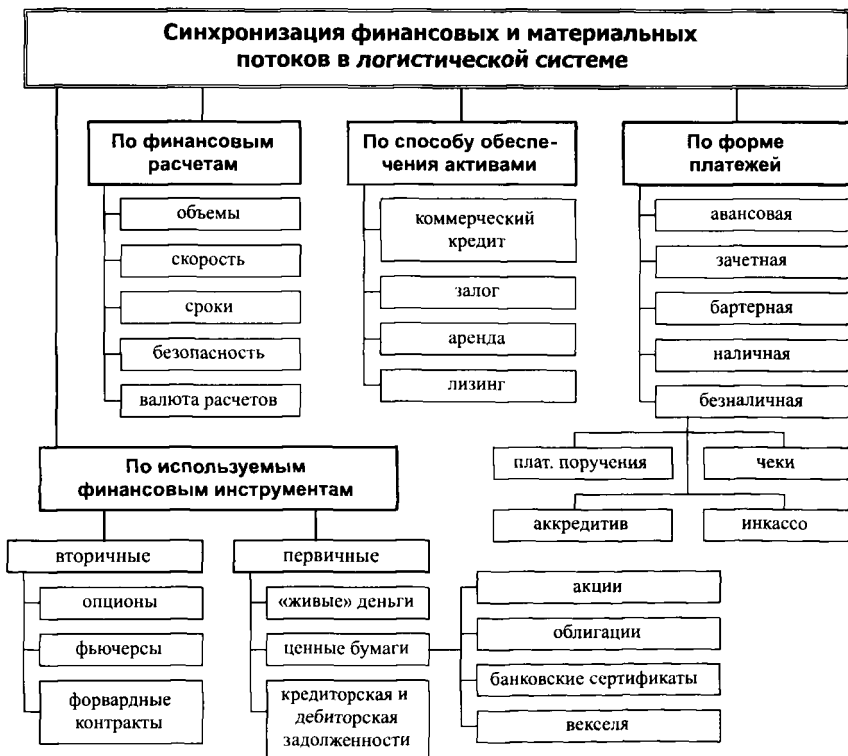 Синхронизация финансовых и материальных
потоков в логистической системе
По финансовым
расчетам
объемы
скорость
сроки
безопасность
валюта расчетов
По способу обеспе-
чения активами
коммерческий
кредит
залог
аренда
лизинг
По форме
платежей
авансовая
зачетная
бартерная
наличная
безналичная
плат. поручения
чеки
аккредитив
инкассо
По используемым
финансовым инструментам
вторичные
опционы
фьючерсы
форвардные
контракты
первичные
«живые» деньги
ценные бумаги
кредиторская и
дебиторская
задолженности
акции
облигации
банковские сертификаты
векселя